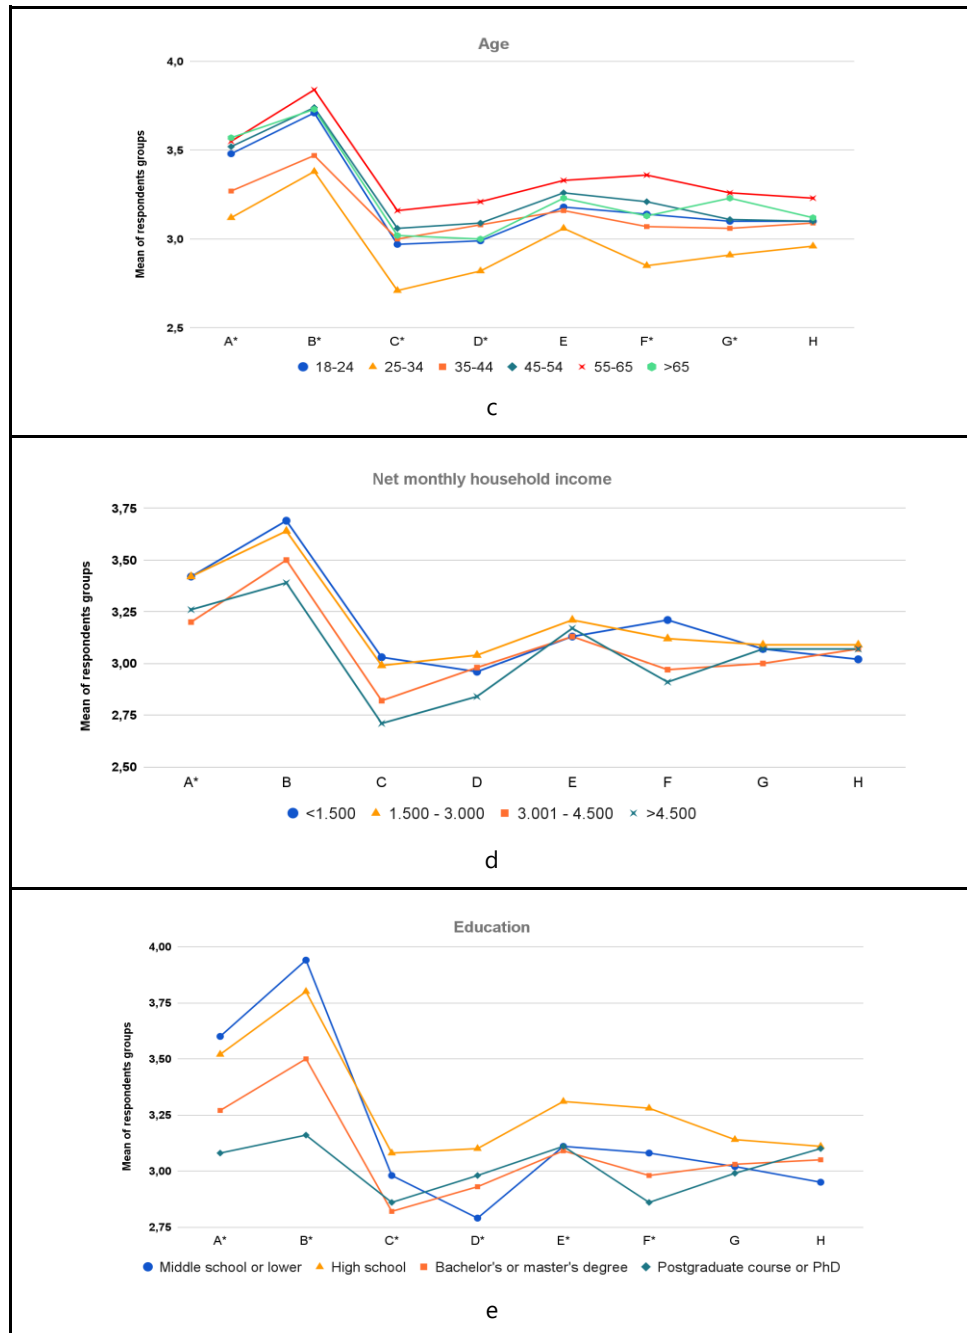 Age
Mean of respondents groups
4,0
3,5
3,0
2,5
A* B* C* D* E F* G* H
18-24 25-34 35-44 45-54 55-65 >65
c
Net monthly household income
Mean of respondents groups
3,75
3,50
3,25
3,00
2,75
2,50
A* B C D E F G H
<1.500 1.500 - 3.000 3.001 - 4.500 >4.500
d
Education
Mean of respondents groups
4,00
3,75
3,50
3,25
3,00
2,75
A* B* C* D* E* F* G H
Middle school or lower High school Bachelor's or master's degree Postgraduate course or PhD
e